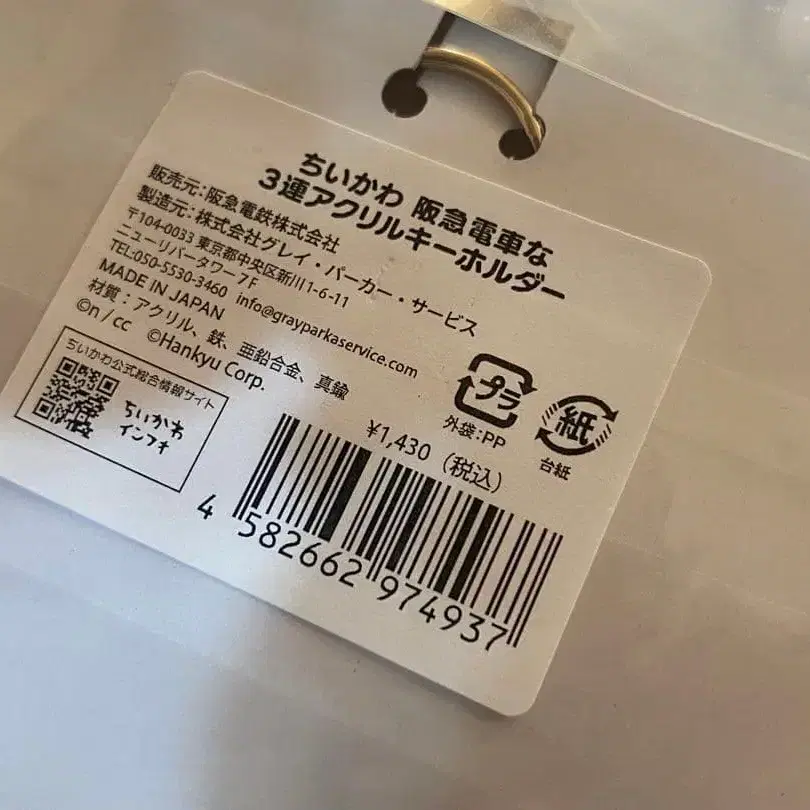 ちいかわ 阪急電車な
3連アクリルキーホルダー
販売元：阪急電鉄株式会社
製造元：株式会社グレイ・パーカー・サービス
〒104-0033 東京都中央区新川1-6-11
ニューリバータワー 7F
TEL:050-5530-3460 info@grayparkaservice.com
MADE IN JAPAN
材質：アクリル、鉄、亜鉛合金、真鍮
©n / cc ©Hankyu Corp.
ちいかわ公式総合情報サイト
ちいかわ
インフォ
¥1,430（税込）
プラ
外袋：PP
紙
台紙
4 582662 974937